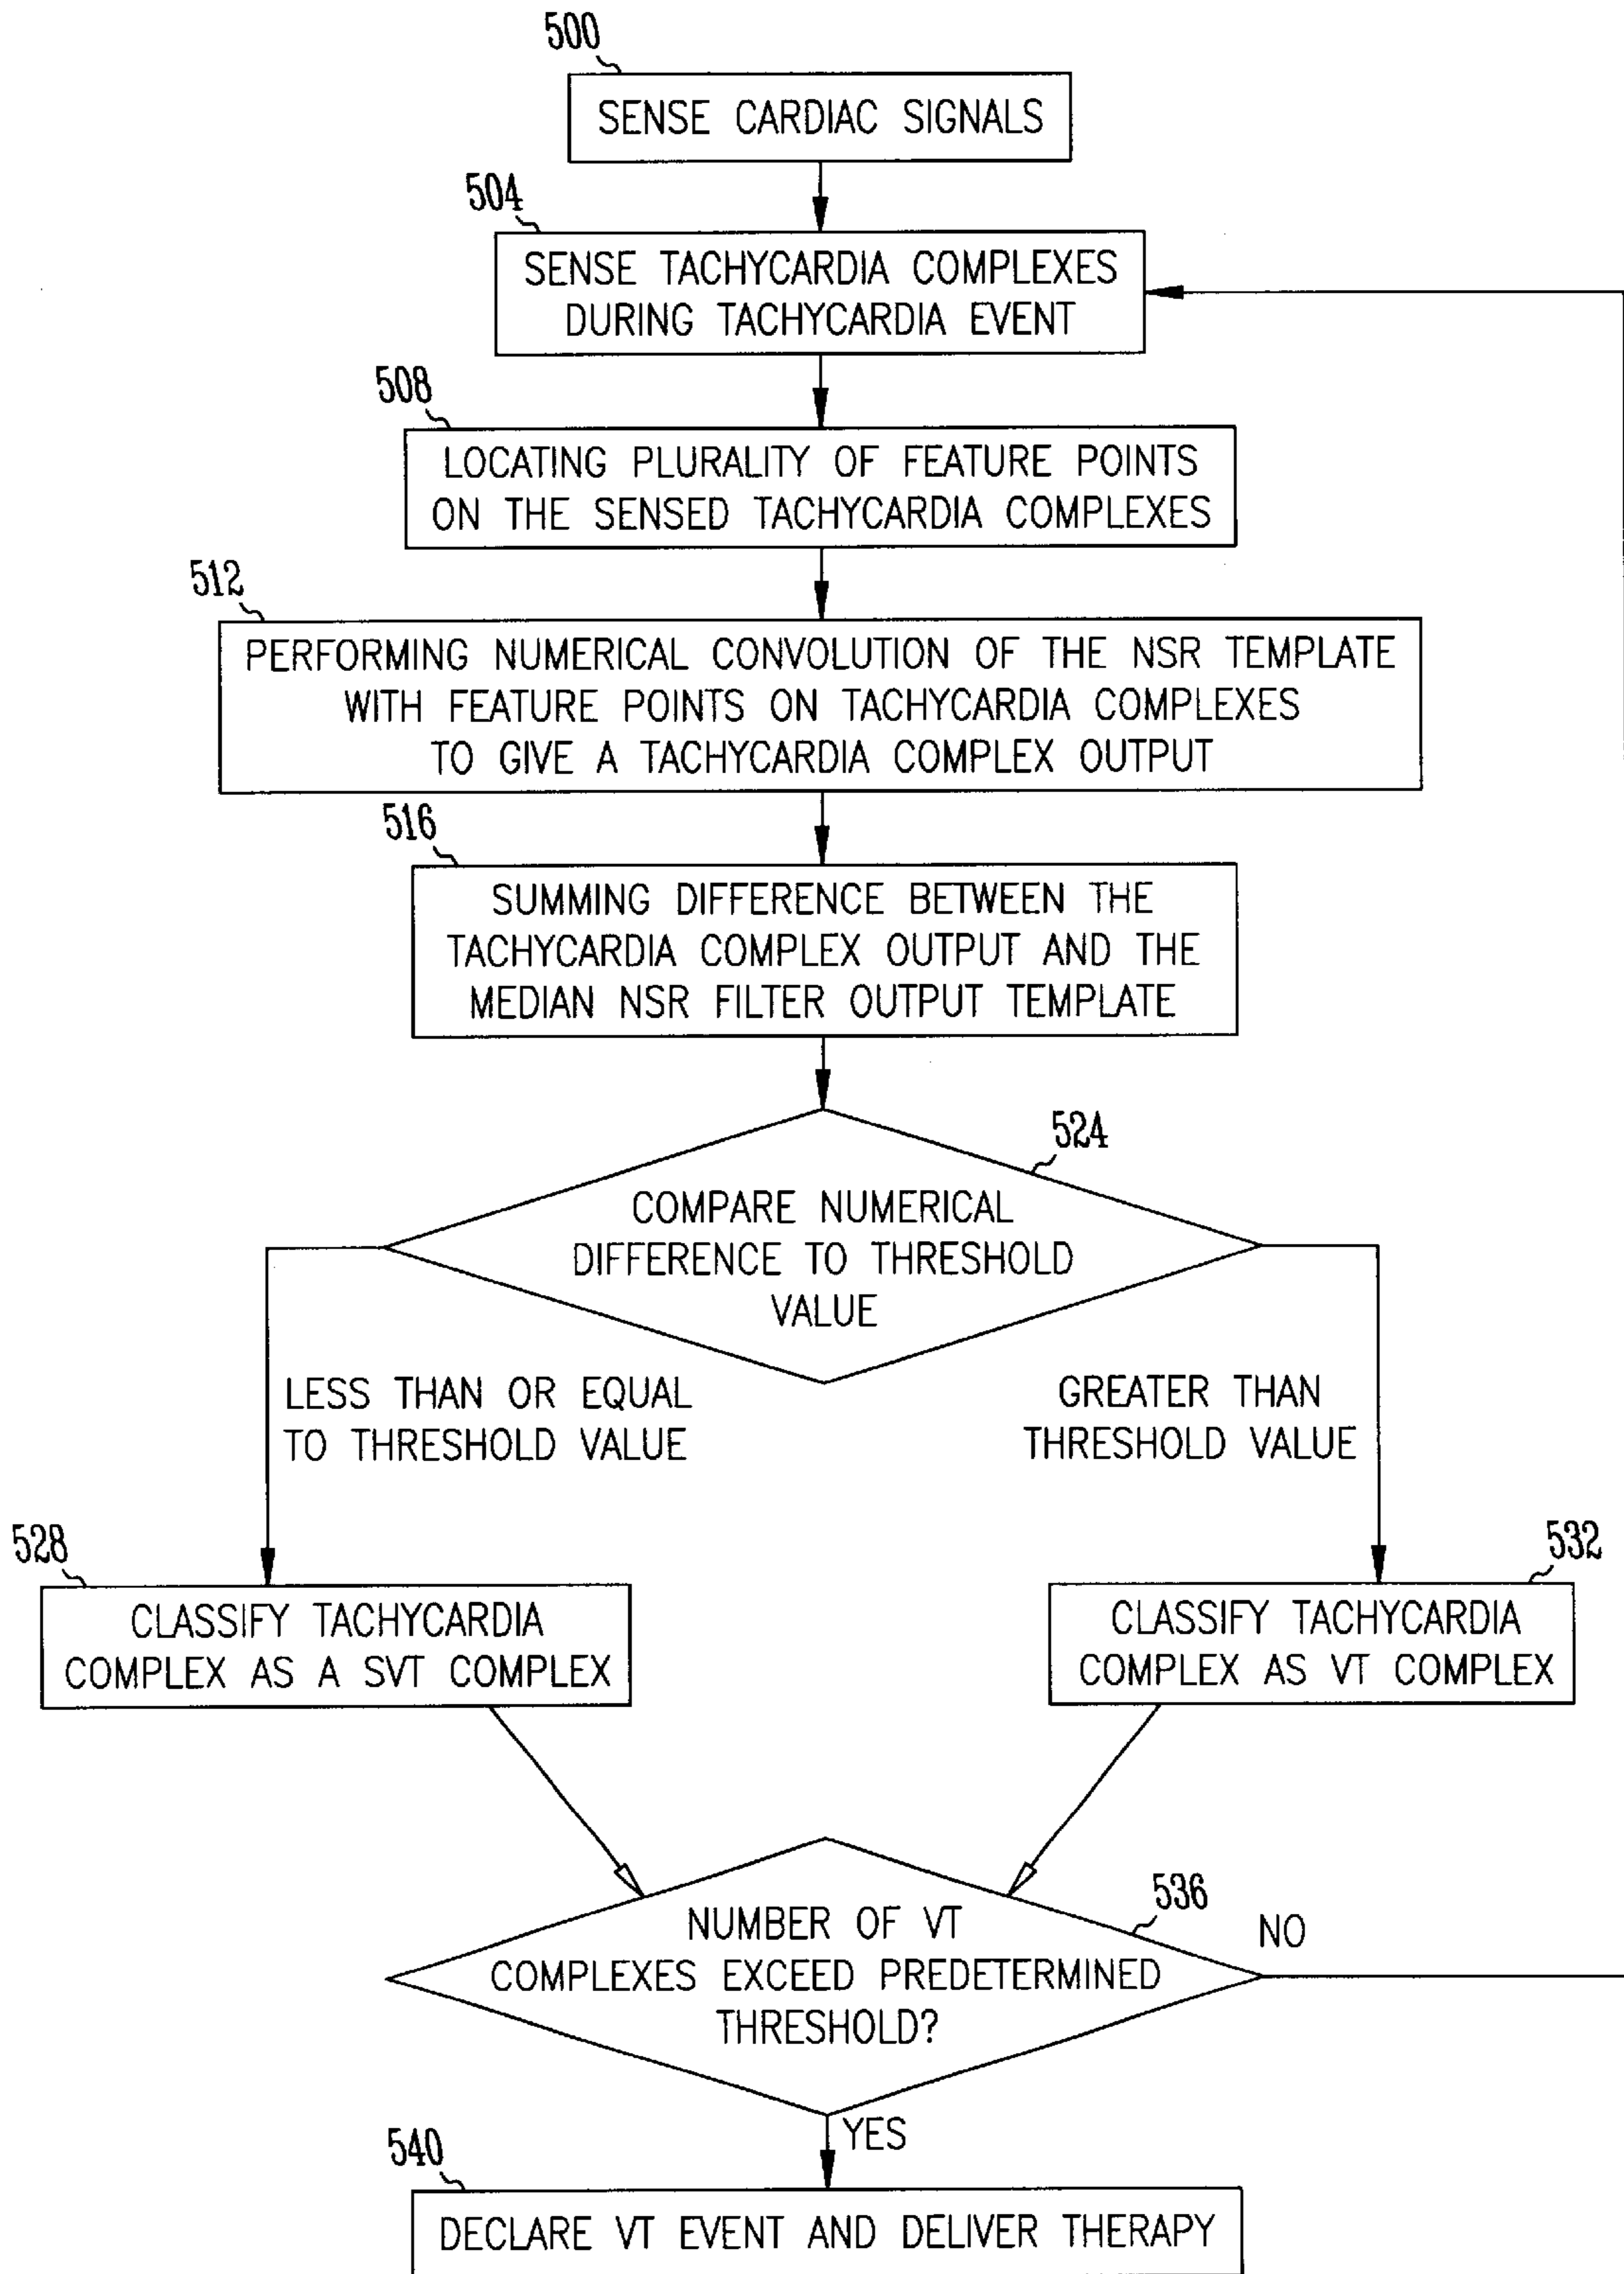 500
SENSE CARDIAC SIGNALS
504
SENSE TACHYCARDIA COMPLEXES
DURING TACHYCARDIA EVENT
508
LOCATING PLURALITY OF FEATURE POINTS
ON THE SENSED TACHYCARDIA COMPLEXES
512
PERFORMING NUMERICAL CONVOLUTION OF THE NSR TEMPLATE
WITH FEATURE POINTS ON TACHYCARDIA COMPLEXES
TO GIVE A TACHYCARDIA COMPLEX OUTPUT
516
SUMMING DIFFERENCE BETWEEN THE
TACHYCARDIA COMPLEX OUTPUT AND THE
MEDIAN NSR FILTER OUTPUT TEMPLATE
524
COMPARE NUMERICAL
DIFFERENCE TO THRESHOLD
VALUE
LESS THAN OR EQUAL
TO THRESHOLD VALUE
GREATER THAN
THRESHOLD VALUE
528
CLASSIFY TACHYCARDIA
COMPLEX AS A SVT COMPLEX
532
CLASSIFY TACHYCARDIA
COMPLEX AS VT COMPLEX
536
NUMBER OF VT
COMPLEXES EXCEED PREDETERMINED
THRESHOLD?
NO
YES
540
DECLARE VT EVENT AND DELIVER THERAPY